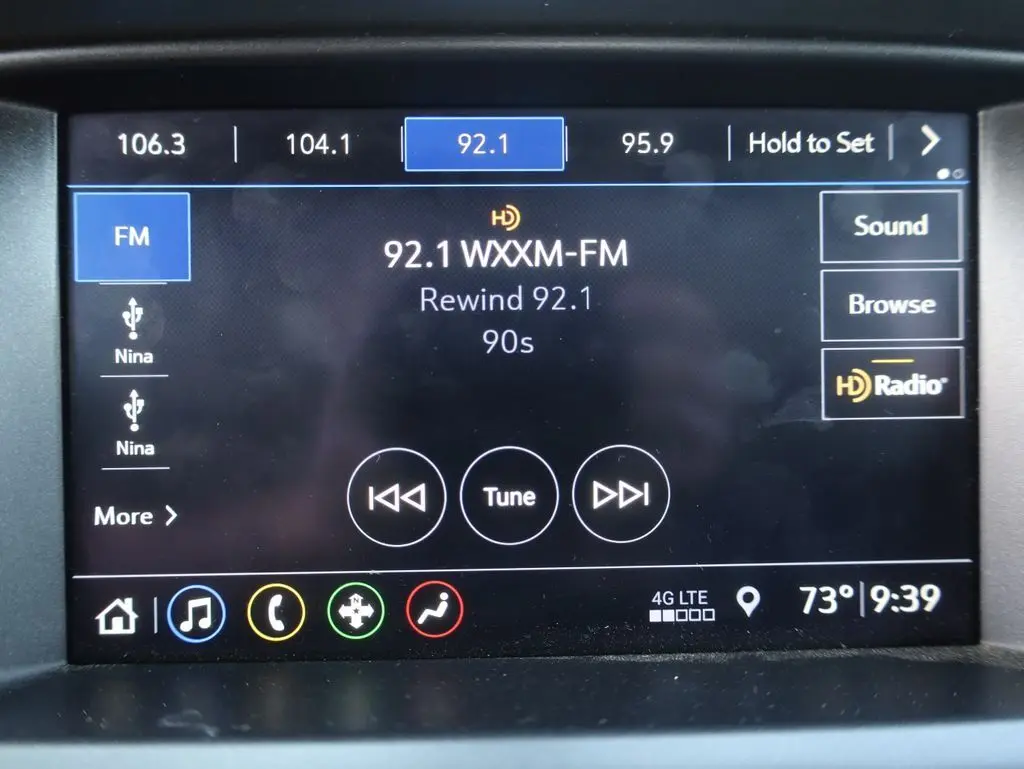 106.3 104.1 92.1 95.9 Hold to Set
FM
HD
92.1 WXXM-FM
Rewind 92.1
90s
Sound
Browse
HD Radio
Nina
Nina
More
Tune
N
4G LTE
73° 9:39